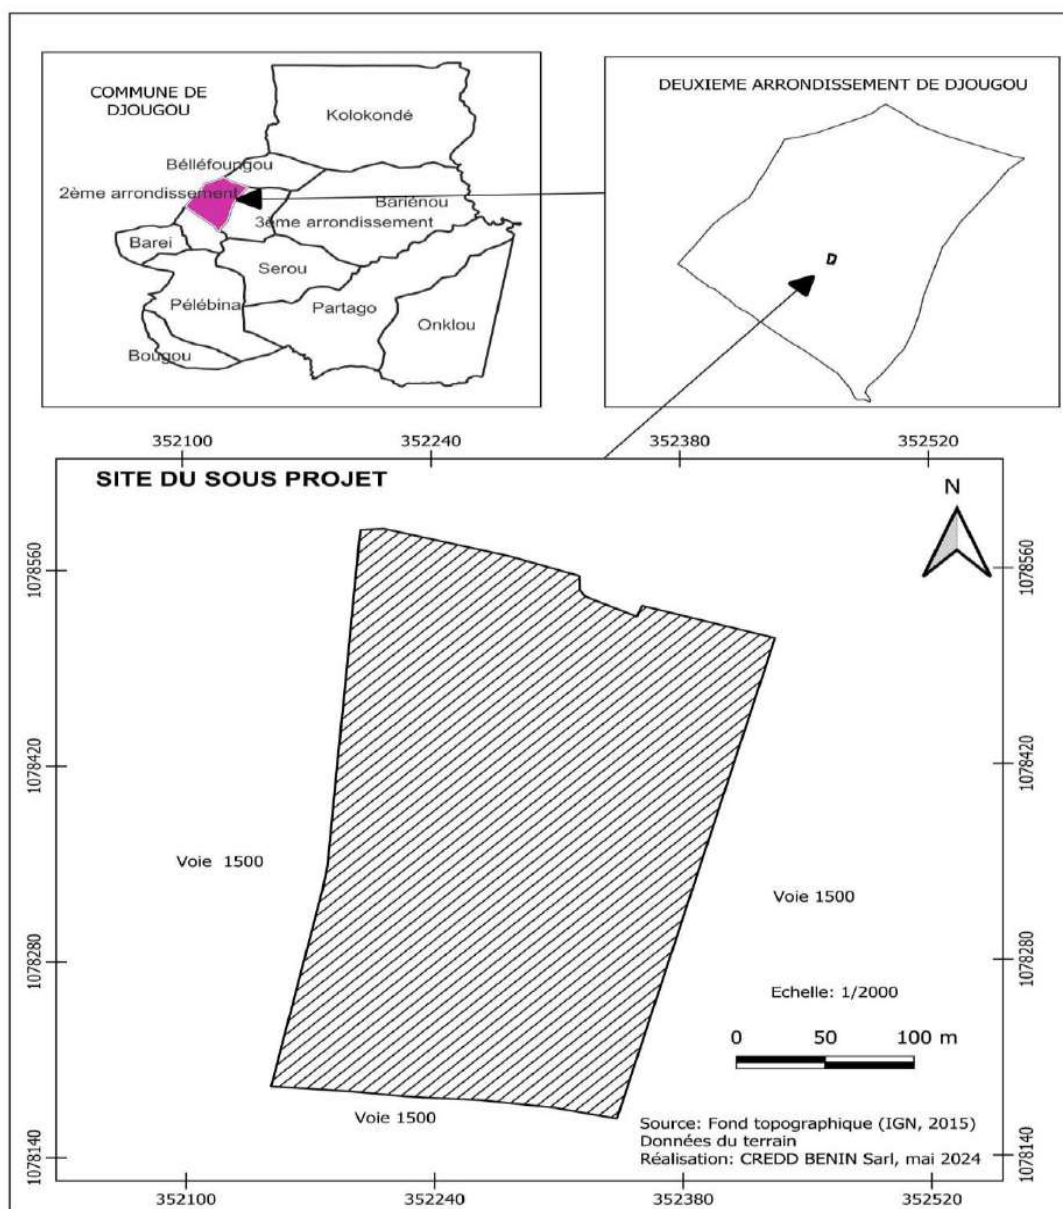 COMMUNE DE
DJOUGOU
Kolokondé
Bélléfoungou
2ème arrondissement
Bariénou
3ème arrondissement
Barei
Serou
Pélébina
Partago
Onklou
Bougou
DEUXIEME ARRONDISSEMENT DE DJOUGOU
352100
352240
352380
352520
SITE DU SOUS PROJET
N
1078560
1078560
1078420
1078420
Voie 1500
Voie 1500
1078280
1078280
Echelle: 1/2000
0 50 100 m
Voie 1500
Source: Fond topographique (IGN, 2015)
Données du terrain
Réalisation: CREDD BENIN Sarl, mai 2024
1078140
1078140
352100
352240
352380
352520